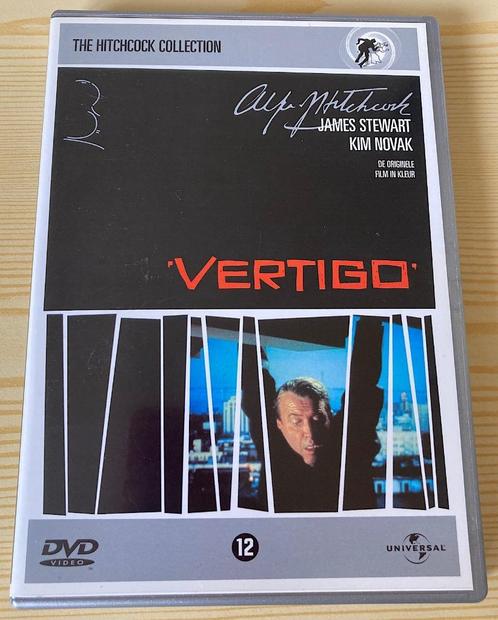 THE HITCHCOCK COLLECTION
Alfred Hitchcock
JAMES STEWART
KIM NOVAK
DE ORIGINELE
FILM IN KLEUR
'VERTIGO'
DVD
VIDEO
12
UNIVERSAL